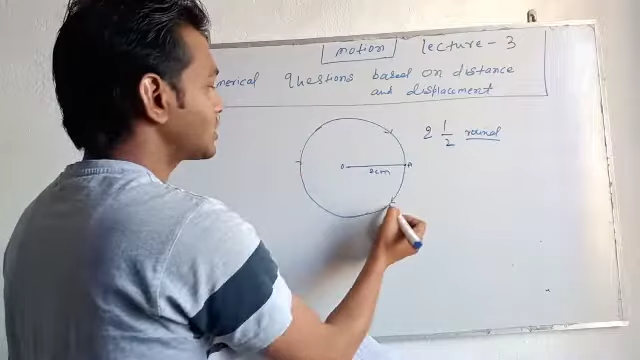 motion lecture - 3
merical Questions based on distance
and displacement
2 1/2 round
O A
2cm